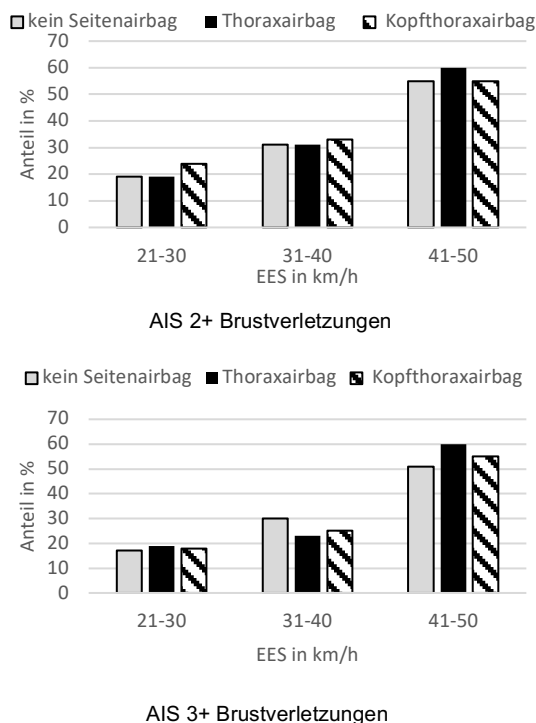 kein Seitenairbag Thoraxairbag Kopfthoraxairbag
70
60
50
40
30
20
10
0
Anteil in %
21-30 31-40 41-50
EES in km/h
AIS 2+ Brustverletzungen
kein Seitenairbag Thoraxairbag Kopfthoraxairbag
70
60
50
40
30
20
10
0
Anteil in %
21-30 31-40 41-50
EES in km/h
AIS 3+ Brustverletzungen